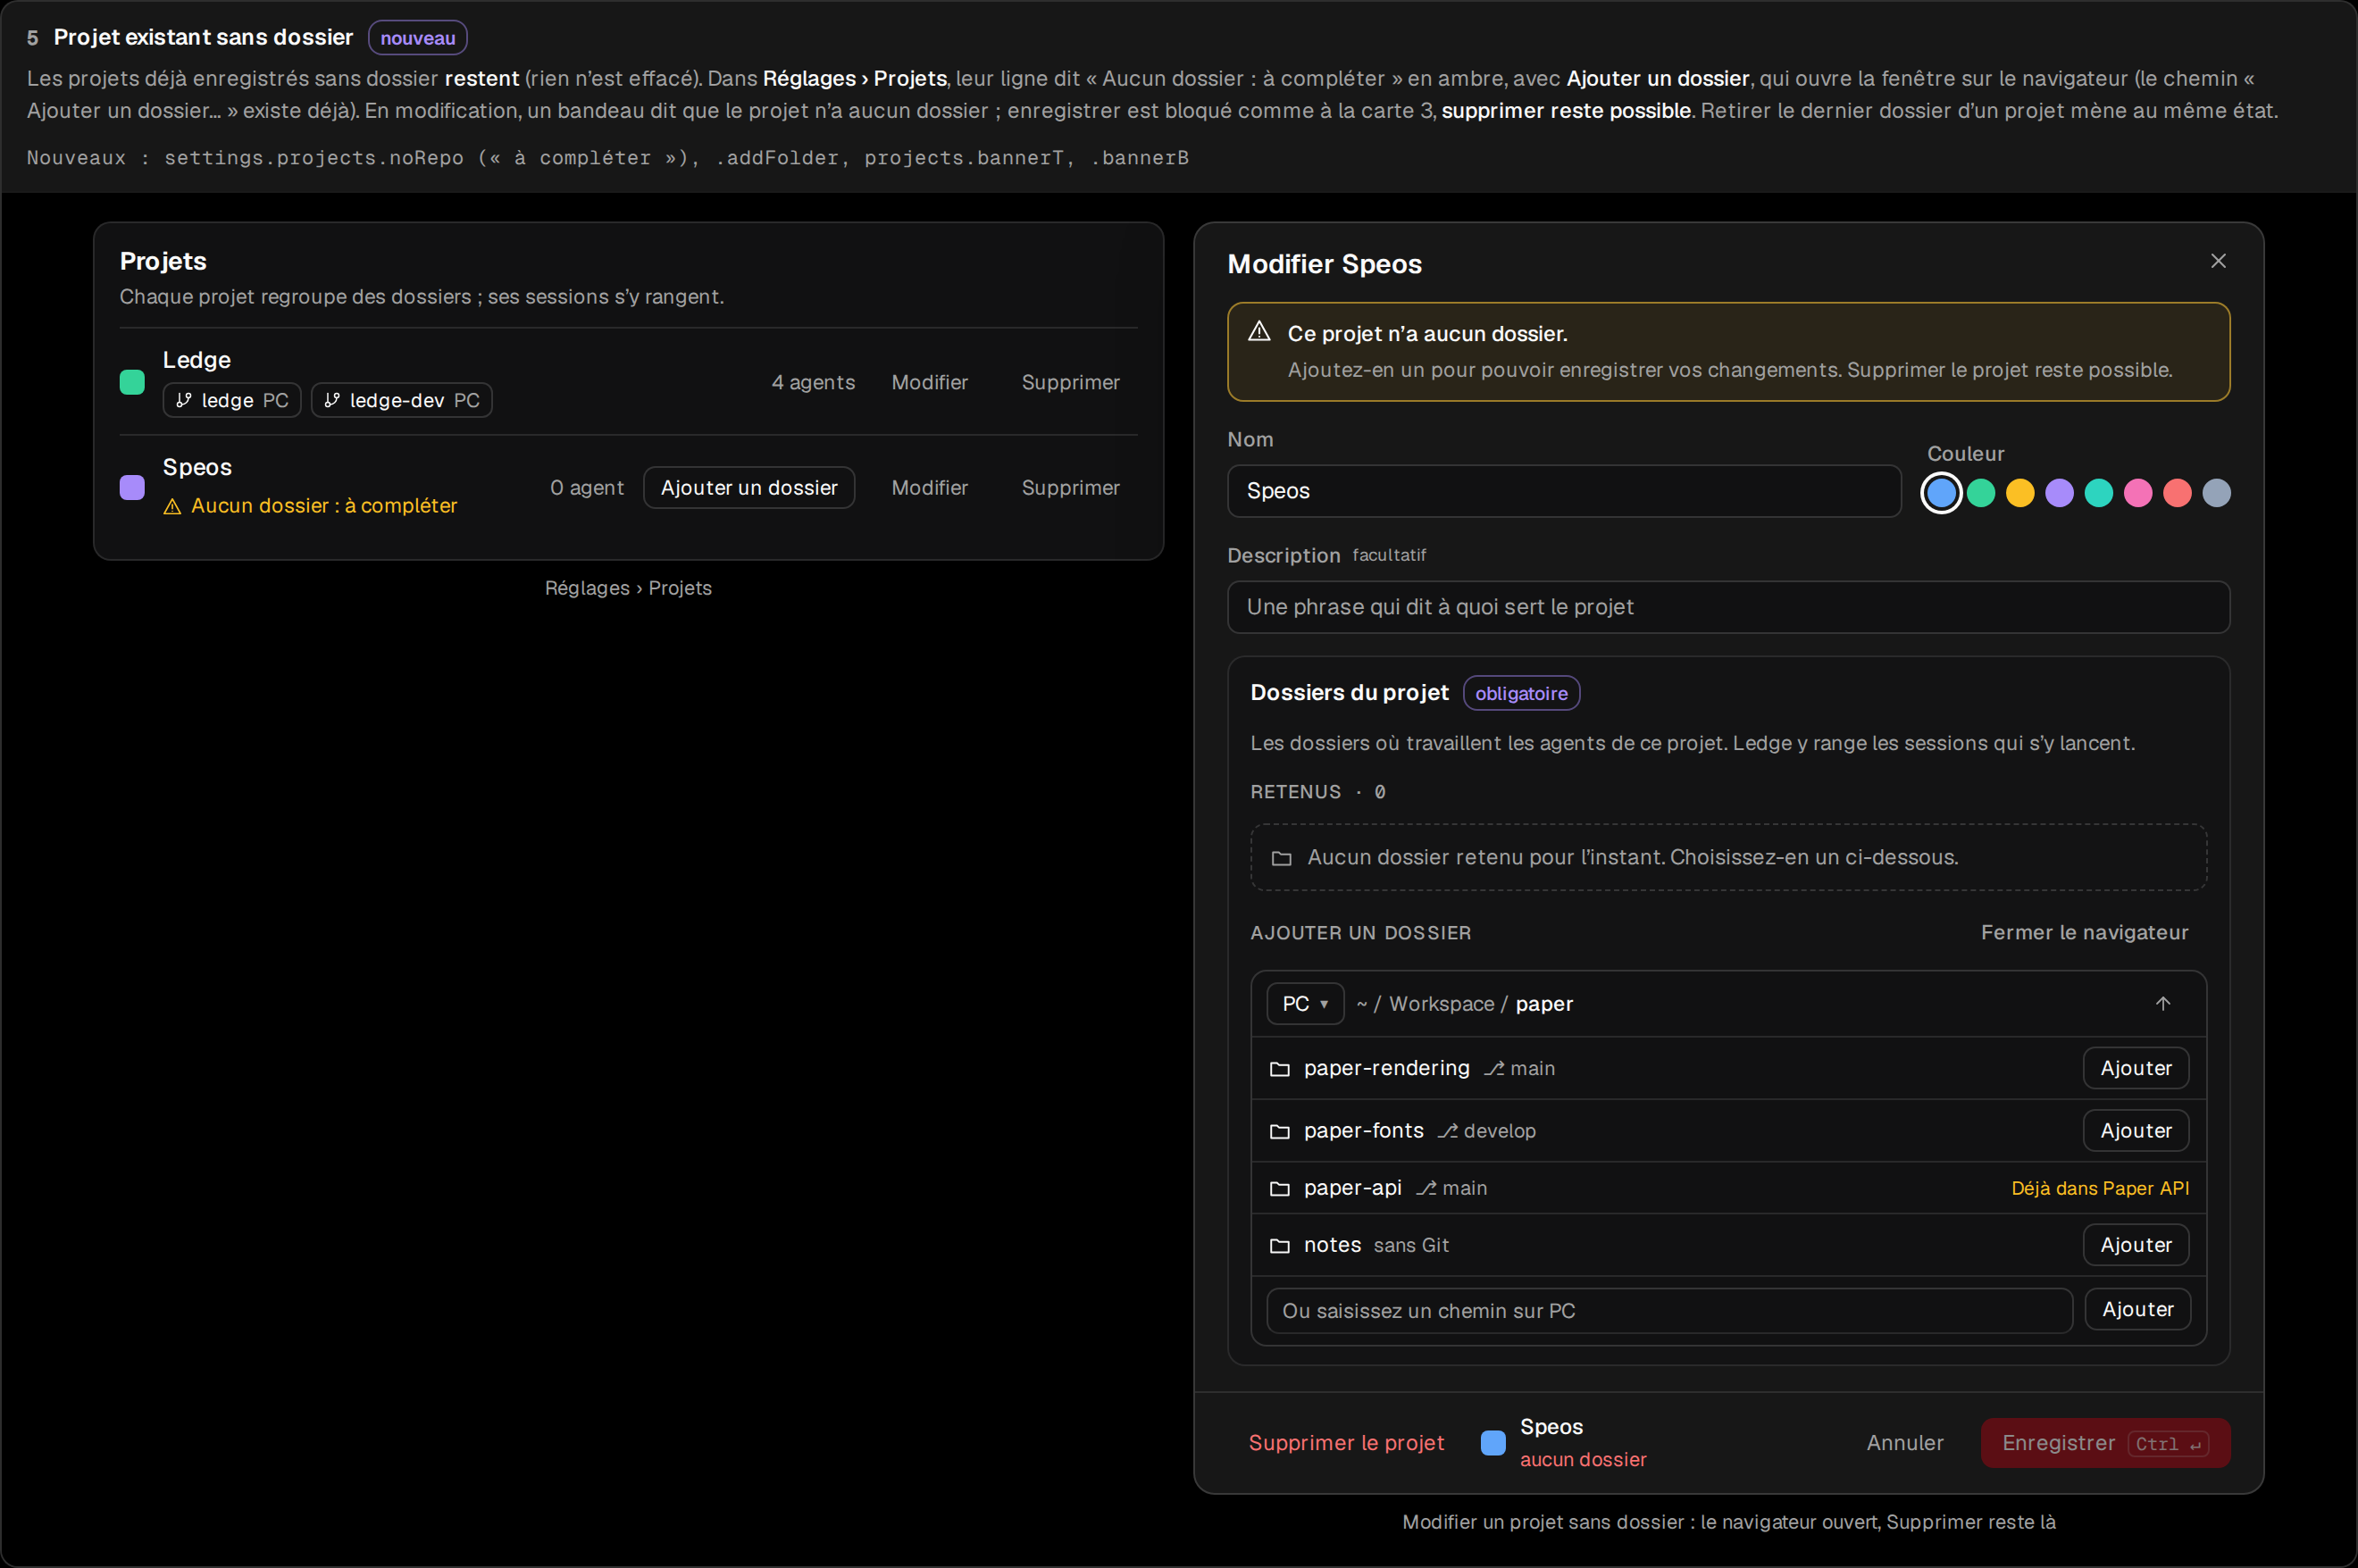 5 Projet existant sans dossier nouveau
Les projets déjà enregistrés sans dossier restent (rien n’est effacé). Dans Réglages › Projets, leur ligne dit « Aucun dossier : à compléter » en ambre, avec Ajouter un dossier, qui ouvre la fenêtre sur le navigateur (le chemin «
Ajouter un dossier… » existe déjà). En modification, un bandeau dit que le projet n’a aucun dossier ; enregistrer est bloqué comme à la carte 3, supprimer reste possible. Retirer le dernier dossier d’un projet mène au même état.
Nouveaux : settings.projects.noRepo (« à compléter »), .addFolder, projects.bannerT, .bannerB
Projets
Chaque projet regroupe des dossiers ; ses sessions s’y rangent.
Ledge
ledge PC ledge-dev PC
4 agents Modifier Supprimer
Speos
Aucun dossier : à compléter
0 agent Ajouter un dossier Modifier Supprimer
Réglages › Projets
Modifier Speos
Ce projet n’a aucun dossier.
Ajoutez-en un pour pouvoir enregistrer vos changements. Supprimer le projet reste possible.
Nom
Couleur
Speos
Description facultatif
Une phrase qui dit à quoi sert le projet
Dossiers du projet obligatoire
Les dossiers où travaillent les agents de ce projet. Ledge y range les sessions qui s’y lancent.
RETENUS · 0
Aucun dossier retenu pour l’instant. Choisissez-en un ci-dessous.
AJOUTER UN DOSSIER Fermer le navigateur
PC ▾ ~ / Workspace / paper ↑
paper-rendering ⎇ main Ajouter
paper-fonts ⎇ develop Ajouter
paper-api ⎇ main Déjà dans Paper API
notes sans Git Ajouter
Ou saisissez un chemin sur PC Ajouter
Supprimer le projet
Speos
aucun dossier
Annuler Enregistrer Ctrl ↵
Modifier un projet sans dossier : le navigateur ouvert, Supprimer reste là